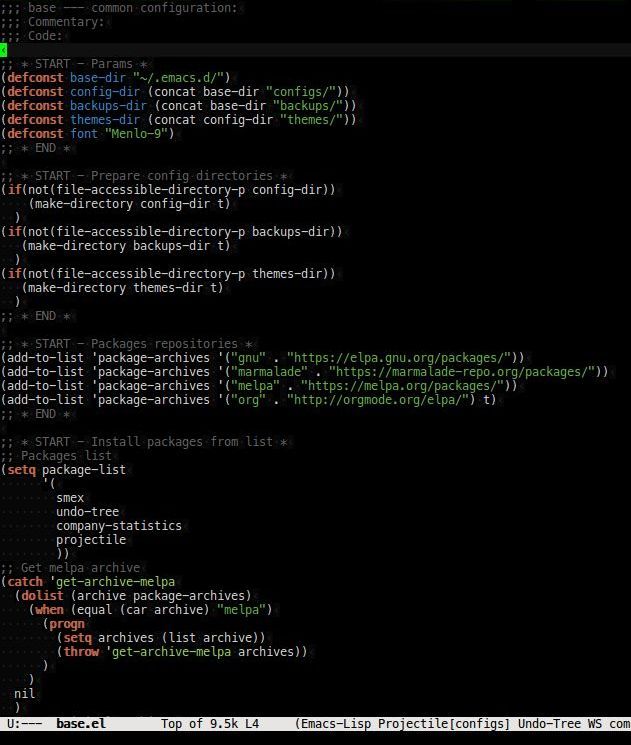 ;;; base --- common configuration:
;;; Commentary:
;;; Code:
;; * START - Params *
(defconst base-dir "~/.emacs.d/")
(defconst config-dir (concat base-dir "configs/"))
(defconst backups-dir (concat base-dir "backups/"))
(defconst themes-dir (concat config-dir "themes/"))
(defconst font "Menlo-9")
;; * END *
;; * START - Prepare config directories *
(if(not(file-accessible-directory-p config-dir))
    (make-directory config-dir t)
  )
(if(not(file-accessible-directory-p backups-dir))
   (make-directory backups-dir t)
  )
(if(not(file-accessible-directory-p themes-dir))
   (make-directory themes-dir t)
  )
;; * END *
;; * START - Packages repositories *
(add-to-list 'package-archives '("gnu" . "https://elpa.gnu.org/packages/"))
(add-to-list 'package-archives '("marmalade" . "https://marmalade-repo.org/packages/"))
(add-to-list 'package-archives '("melpa" . "https://melpa.org/packages/"))
(add-to-list 'package-archives '("org" . "http://orgmode.org/elpa/") t)
;; * END *
;; * START - Install packages from list *
;; Packages list
(setq package-list
      '(
        smex
        undo-tree
        company-statistics
        projectile
        ))
;; Get melpa archive
(catch 'get-archive-melpa
  (dolist (archive package-archives)
    (when (equal (car archive) "melpa")
      (progn
        (setq archives (list archive))
        (throw 'get-archive-melpa archives))
      )
    )
  nil
  )
U:--- base.el Top of 9.5k L4 (Emacs-Lisp Projectile[configs] Undo-Tree WS com